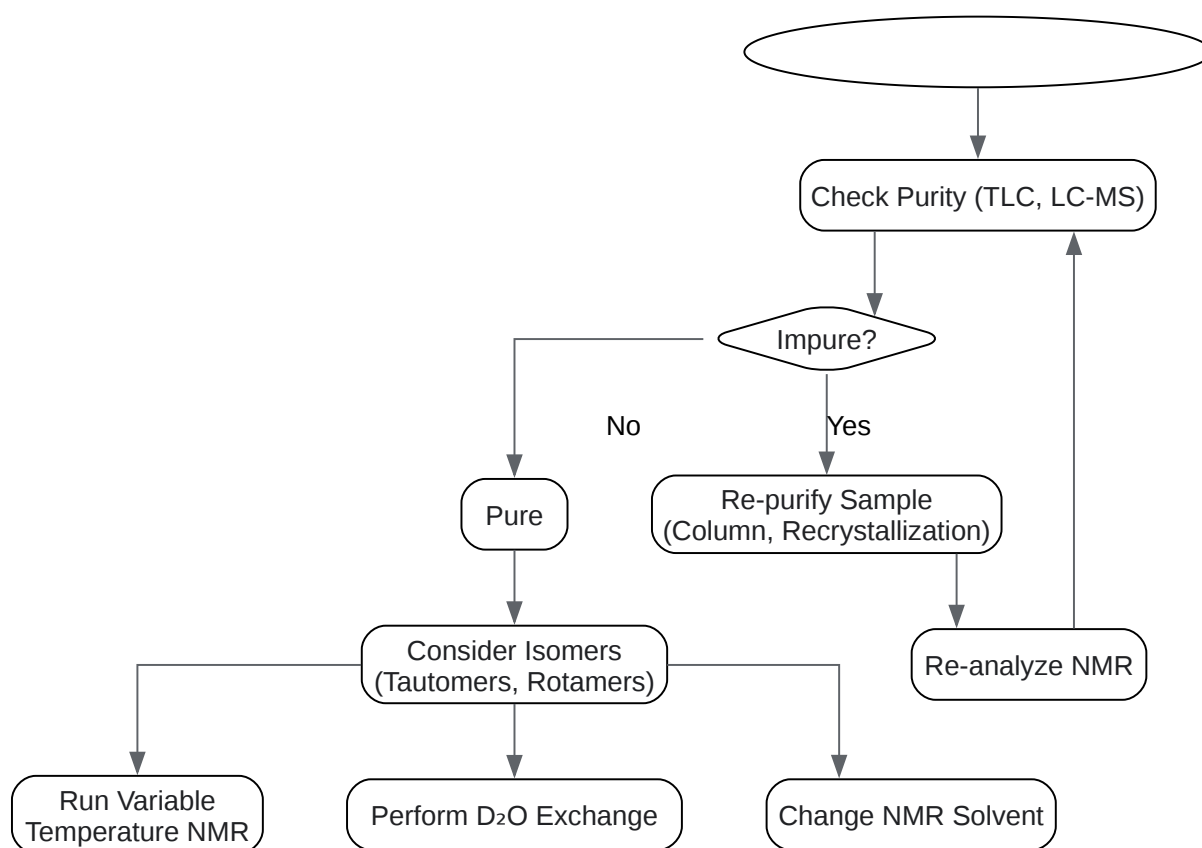 Check Purity (TLC, LC-MS)
Impure?
No
Yes
Pure
Re-purify Sample
(Column, Recrystallization)
Consider Isomers
(Tautomers, Rotamers)
Re-analyze NMR
Run Variable
Temperature NMR
Perform D₂O Exchange
Change NMR Solvent